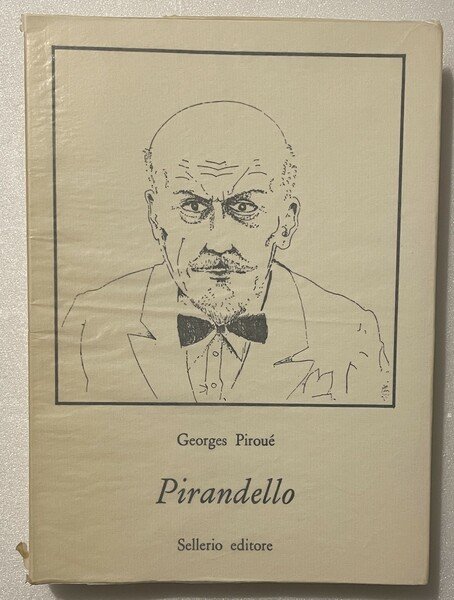 Georges Piroué
Pirandello
Sellerio editore